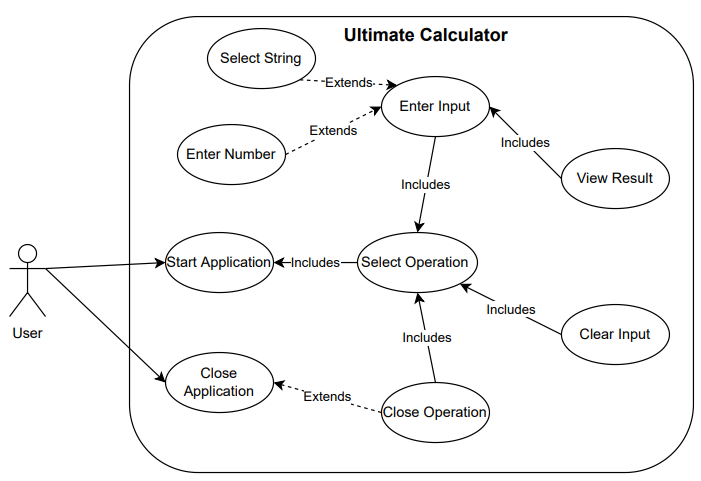 Ultimate Calculator
Select String
Extends
Enter Input
Extends
Enter Number
Includes
View Result
Includes
Start Application
Includes
Select Operation
User
Includes
Clear Input
Includes
Close
Application
Extends
Close Operation